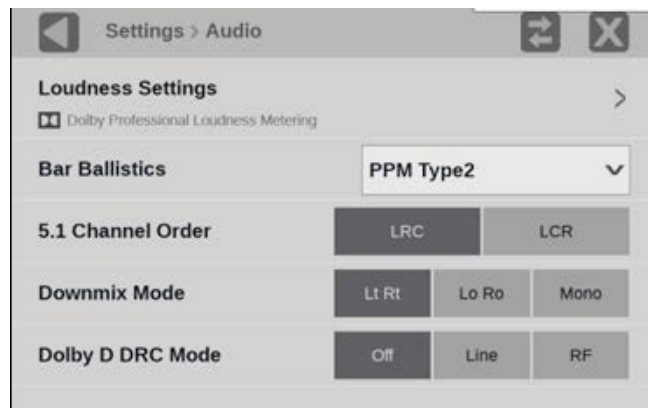 Settings > Audio
Loudness Settings
Dolby Professional Loudness Metering
Bar Ballistics PPM Type2
5.1 Channel Order LRC LCR
Downmix Mode Lt Rt Lo Ro Mono
Dolby D DRC Mode Off Line RF